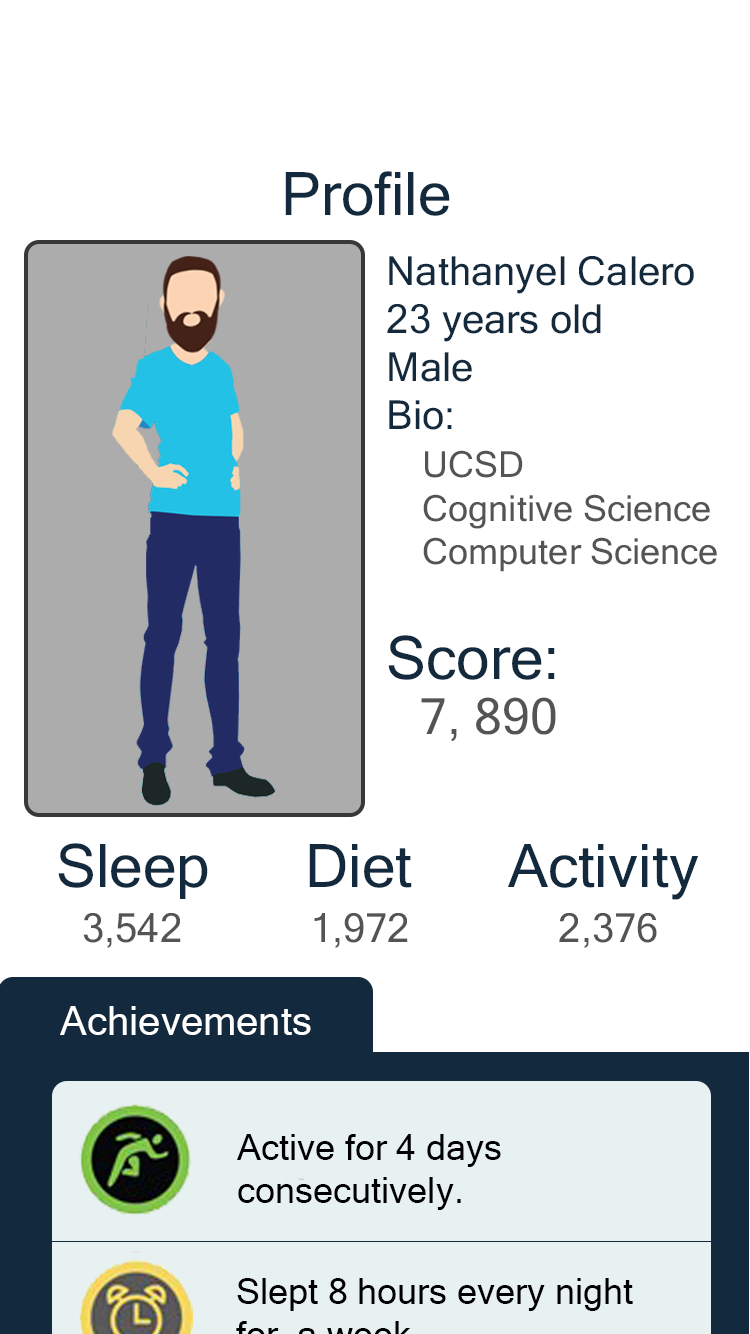 Profile
Nathanyel Calero
23 years old
Male
Bio:
UCSD
Cognitive Science
Computer Science
Score:
7, 890
Sleep Diet Activity
3,542 1,972 2,376
Achievements
Active for 4 days
consecutively.
Slept 8 hours every night
for a week